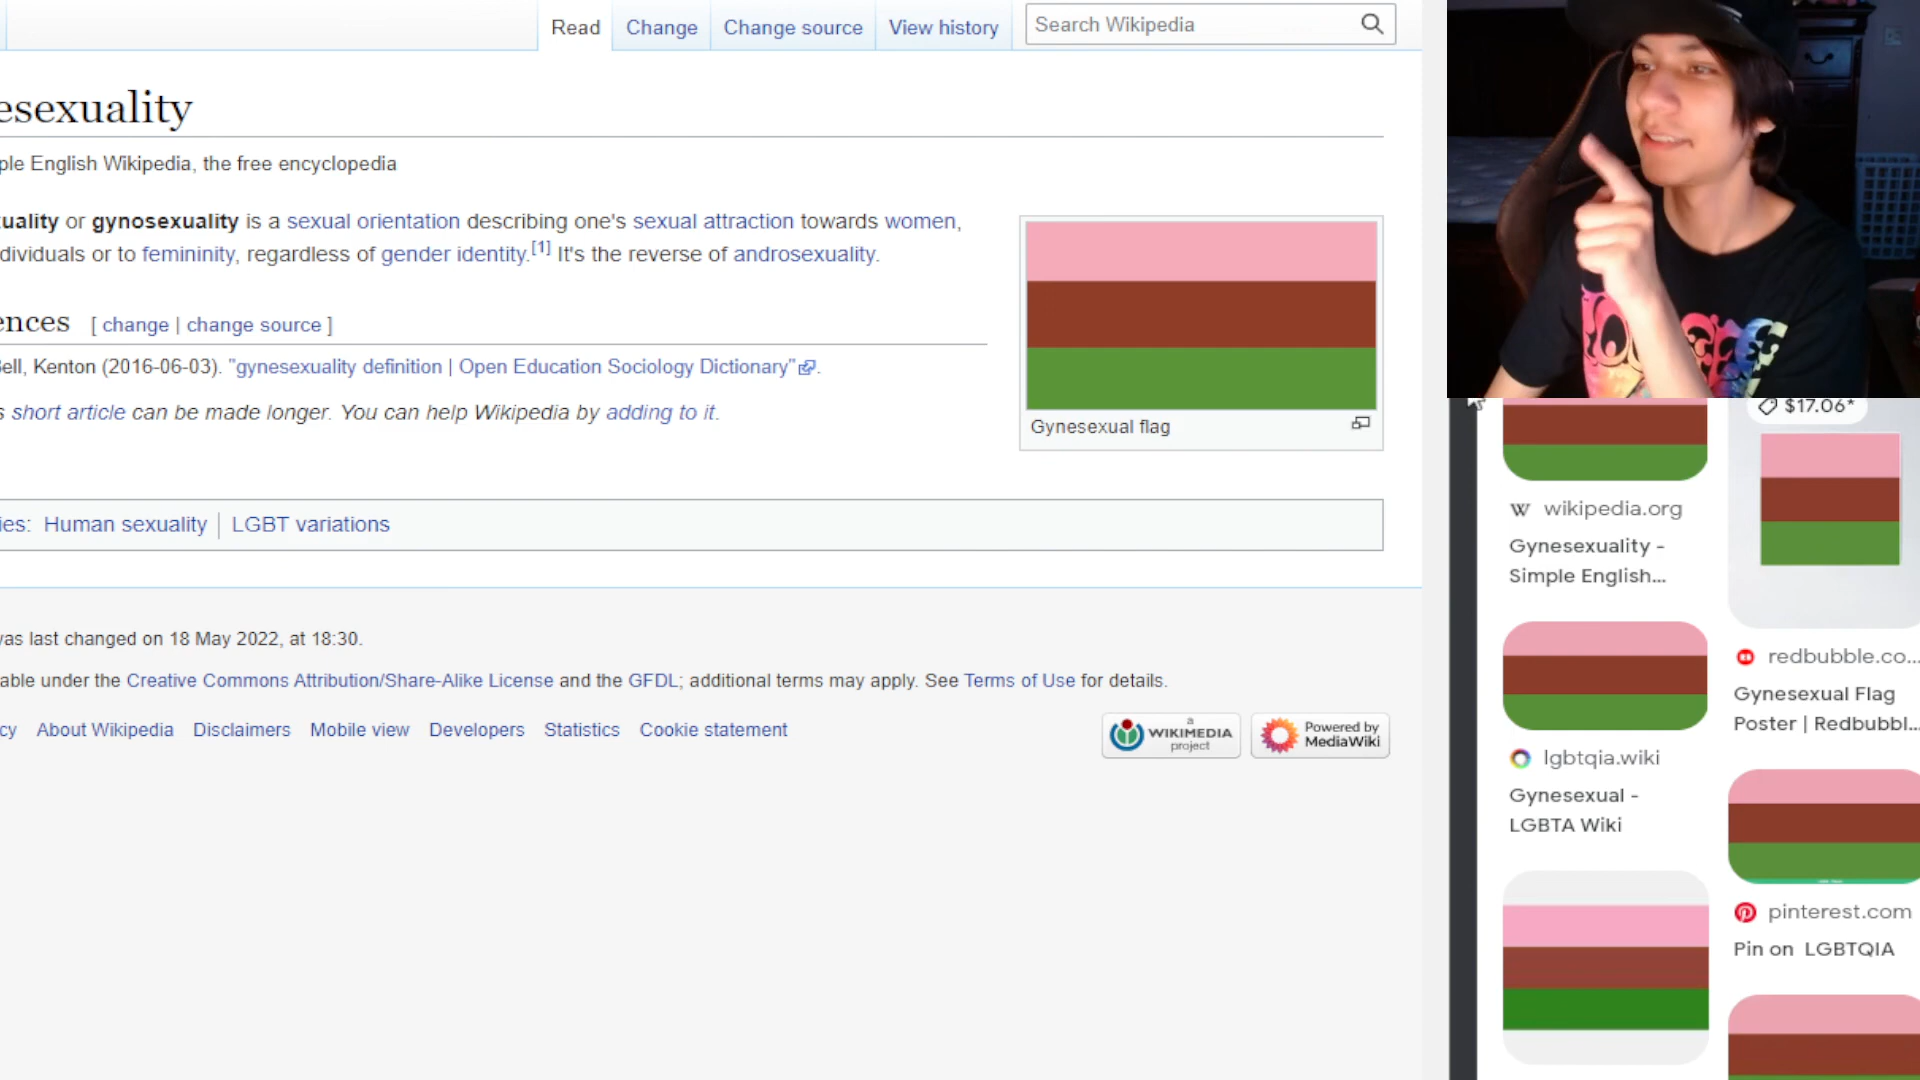 Read Change Change source View history Search Wikipedia
esexuality
ple English Wikipedia, the free encyclopedia
uality or gynosexuality is a sexual orientation describing one's sexual attraction towards women,
dividuals or to femininity, regardless of gender identity.[1] It's the reverse of androsexuality.
ences [ change | change source ]
ell, Kenton (2016-06-03). "gynesexuality definition | Open Education Sociology Dictionary".
s short article can be made longer. You can help Wikipedia by adding to it.
Gynesexual flag
ies: Human sexuality | LGBT variations
was last changed on 18 May 2022, at 18:30.
able under the Creative Commons Attribution/Share-Alike License and the GFDL; additional terms may apply. See Terms of Use for details.
cy About Wikipedia Disclaimers Mobile view Developers Statistics Cookie statement
a WIKIMEDIA project
Powered by MediaWiki
$17.06*
W wikipedia.org
Gynesexuality -
Simple English...
redbubble.co...
Gynesexual Flag
Poster | Redbubbl...
lgbtqia.wiki
Gynesexual -
LGBTA Wiki
pinterest.com
Pin on LGBTQIA